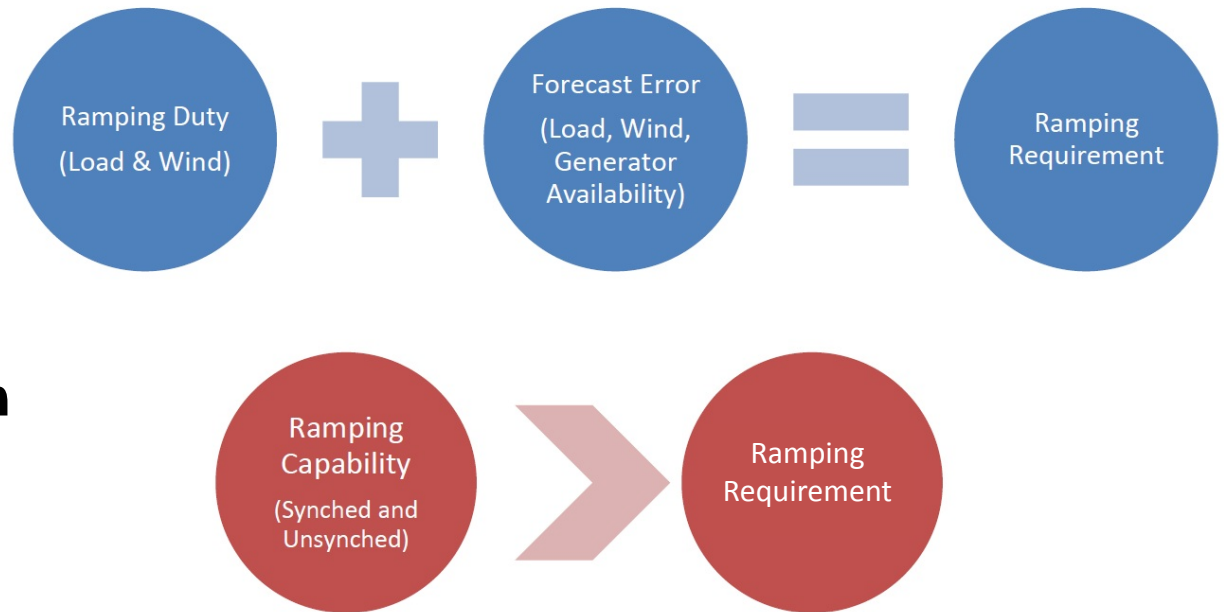 Ramping Duty
(Load & Wind)
Forecast Error
(Load, Wind,
Generator
Availability)
Ramping
Requirement
n
Ramping
Capability
(Synched and
Unsynched)
Ramping
Requirement